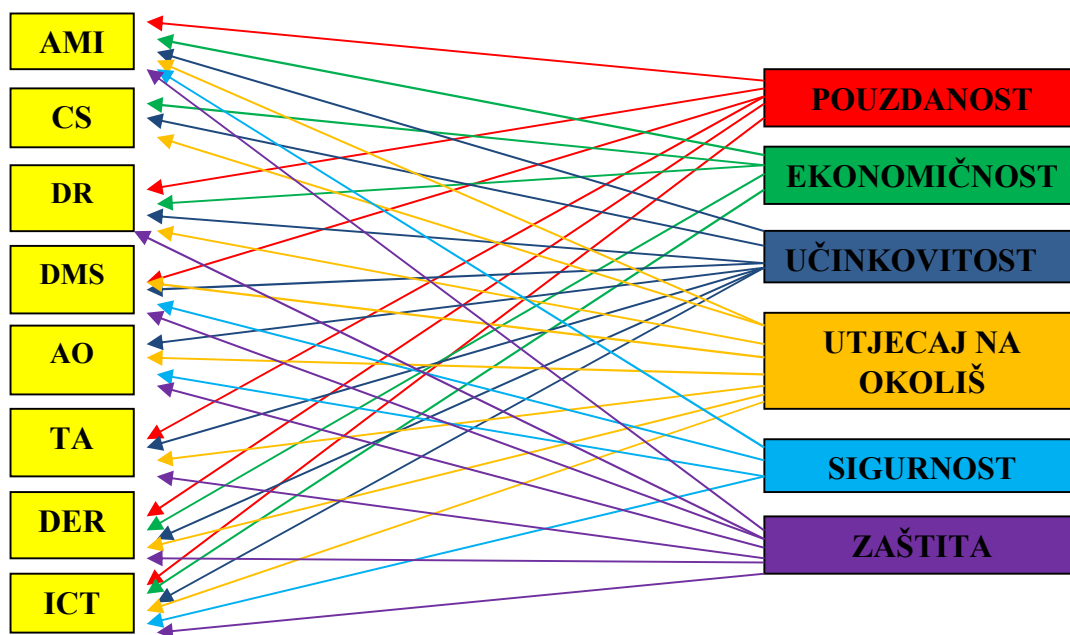 AMI
CS
DR
DMS
AO
TA
DER
ICT
POUZDANOST
EKONOMIČNOST
UČINKOVITOST
UTJECAJ NA
OKOLIŠ
SIGURNOST
ZAŠTITA